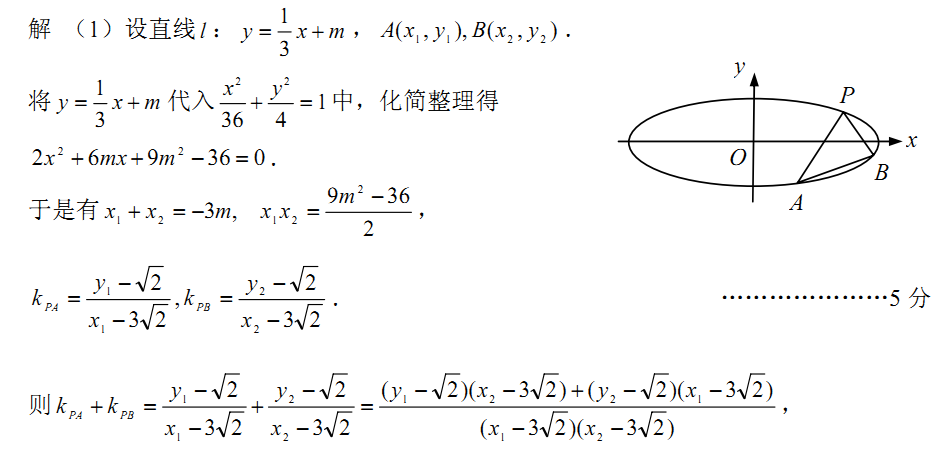 解 （1）设直线 l： y = \frac{1}{3}x + m ， A(x_1, y_1), B(x_2, y_2)．
将 y = \frac{1}{3}x + m 代入 \frac{x^2}{36} + \frac{y^2}{4} = 1 中，化简整理得
2x^2 + 6mx + 9m^2 - 36 = 0．
于是有 x_1 + x_2 = -3m, x_1x_2 = \frac{9m^2 - 36}{2}，
y
P
x
O
B
A
k_{PA} = \frac{y_1 - \sqrt{2}}{x_1 - 3\sqrt{2}}, k_{PB} = \frac{y_2 - \sqrt{2}}{x_2 - 3\sqrt{2}}． …………………5 分
则 k_{PA} + k_{PB} = \frac{y_1 - \sqrt{2}}{x_1 - 3\sqrt{2}} + \frac{y_2 - \sqrt{2}}{x_2 - 3\sqrt{2}} = \frac{(y_1 - \sqrt{2})(x_2 - 3\sqrt{2}) + (y_2 - \sqrt{2})(x_1 - 3\sqrt{2})}{(x_1 - 3\sqrt{2})(x_2 - 3\sqrt{2})}，